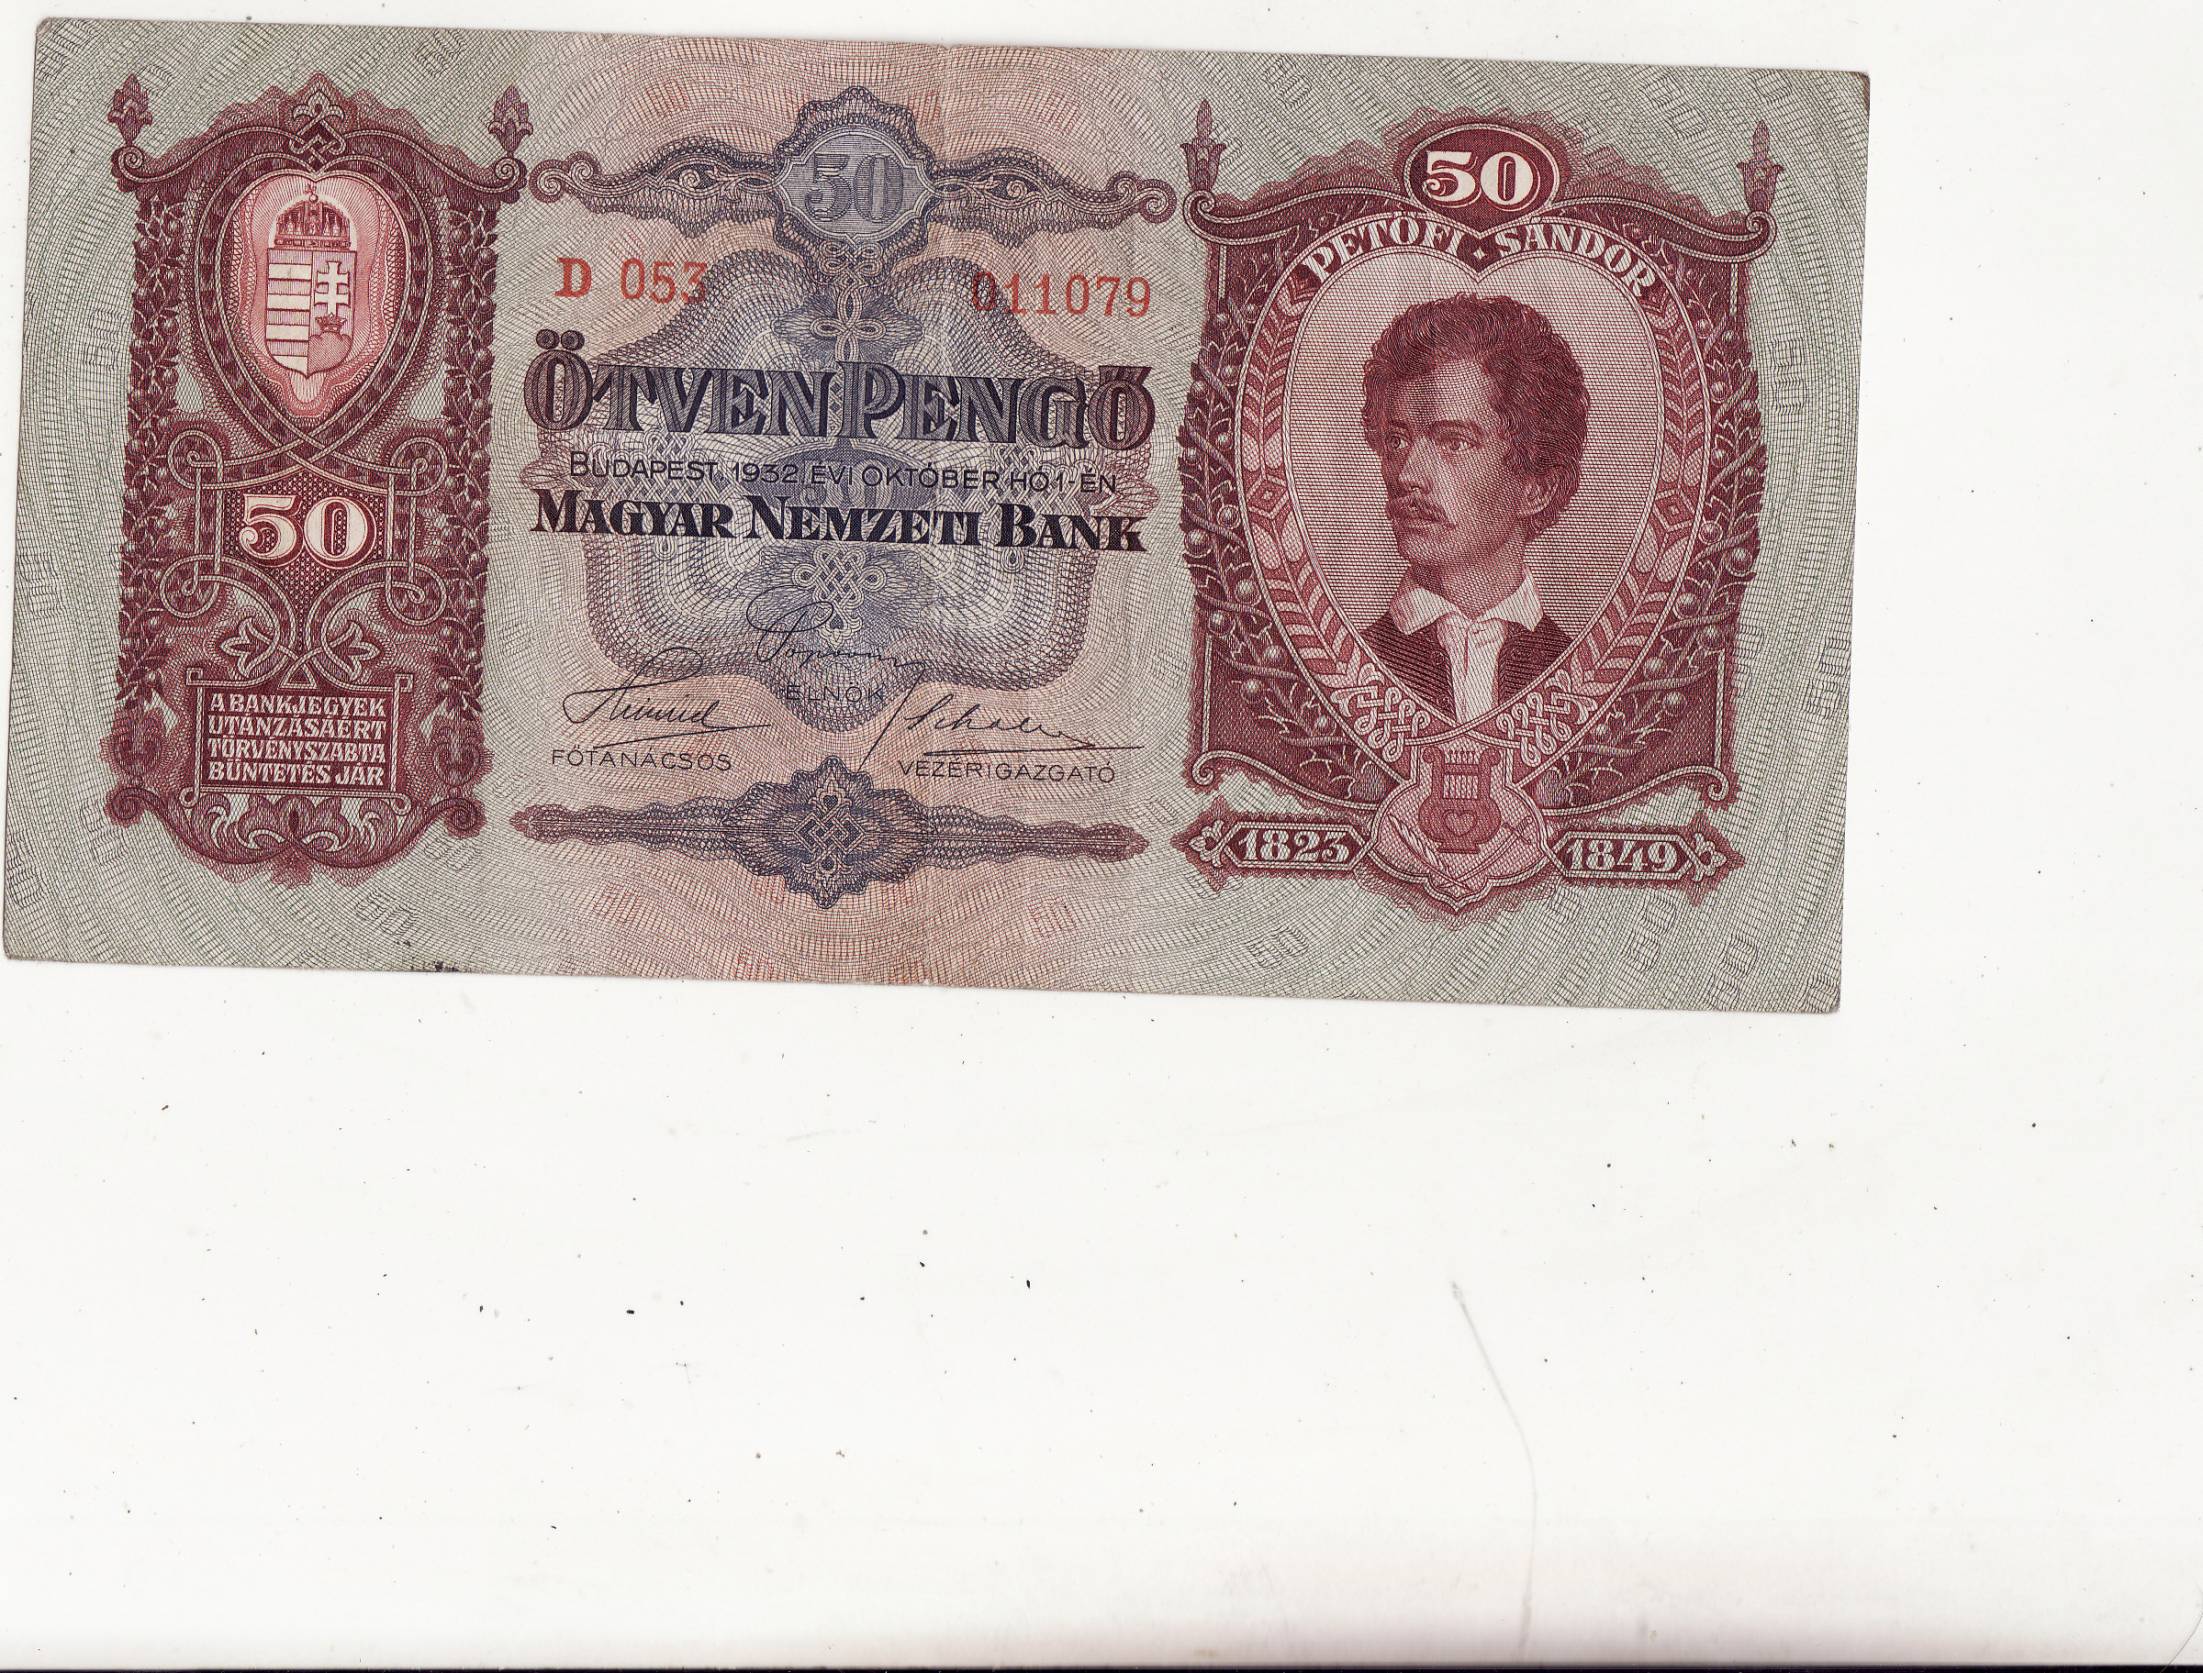 50
D 053
011079
ÖTVEN PENGŐ
BUDAPEST, 1932. ÉVI OKTÓBER HÓ 1-ÉN
MAGYAR NEMZETI BANK
ELNÖK
FŐTANÁCSOS
VEZÉRIGAZGATÓ
50
A BANKJEGYEK
UTÁNZÁSÁÉRT
TÖRVÉNYSZABTA
BÜNTETÉS JÁR
50
PETŐFI · SÁNDOR
1823
1849